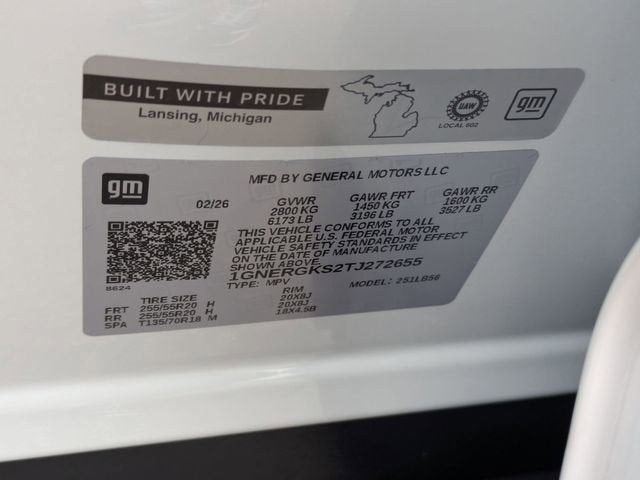 BUILT WITH PRIDE
Lansing, Michigan
UAW
LOCAL 602
gm
gm
MFD BY GENERAL MOTORS LLC
02/26 GVWR GAWR FRT GAWR RR
2800 KG 1450 KG 1600 KG
6173 LB 3196 LB 3527 LB
THIS VEHICLE CONFORMS TO ALL
APPLICABLE U.S. FEDERAL MOTOR
VEHICLE SAFETY STANDARDS IN EFFECT
ON THE DATE OF MANUFACTURE
SHOWN ABOVE.
1GNERGKS2TJ272655
TYPE: MPV MODEL: 251LB56
8624
TIRE SIZE RIM
FRT 255/55R20 H 20X8J
RR 255/55R20 H 20X8J
SPA T135/70R18 M 18X4.5B